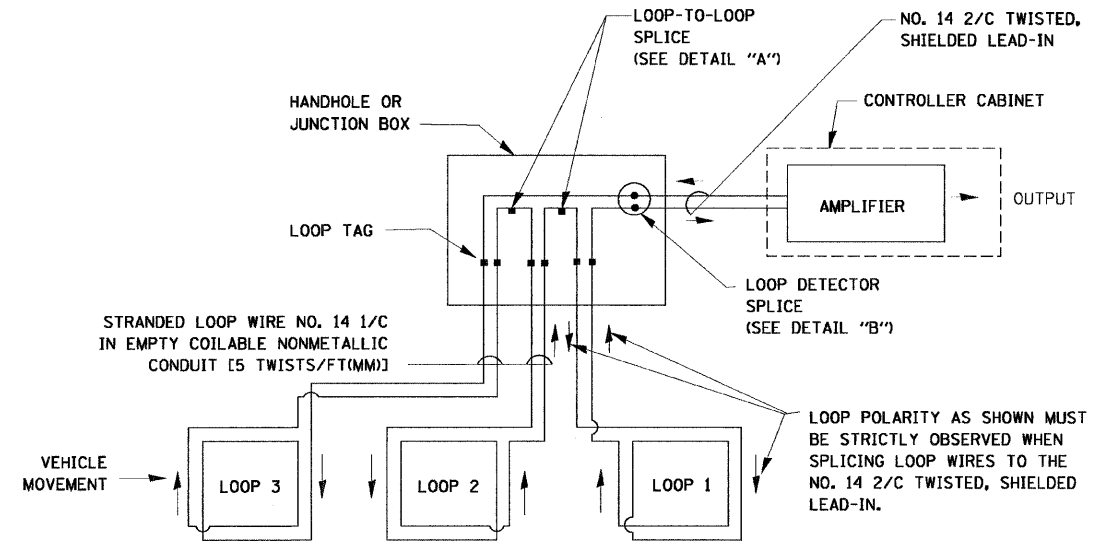 LOOP-TO-LOOP
SPLICE
(SEE DETAIL "A")
NO. 14 2/C TWISTED,
SHIELDED LEAD-IN
HANDHOLE OR
JUNCTION BOX
CONTROLLER CABINET
AMPLIFIER
OUTPUT
LOOP TAG
LOOP DETECTOR
SPLICE
(SEE DETAIL "B")
STRANDED LOOP WIRE NO. 14 1/C
IN EMPTY COILABLE NONMETALLIC
CONDUIT [5 TWISTS/FT(MM)]
LOOP POLARITY AS SHOWN MUST
BE STRICTLY OBSERVED WHEN
SPLICING LOOP WIRES TO THE
NO. 14 2/C TWISTED, SHIELDED
LEAD-IN.
VEHICLE
MOVEMENT
LOOP 3
LOOP 2
LOOP 1